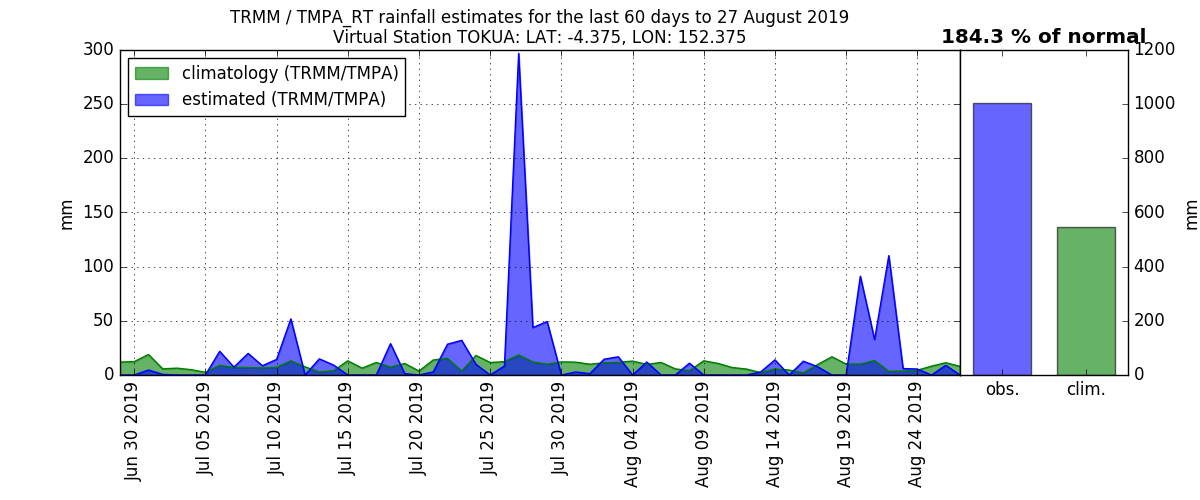 TRMM / TMPA_RT rainfall estimates for the last 60 days to 27 August 2019
Virtual Station TOKUA: LAT: -4.375, LON: 152.375
184.3 % of normal
climatology (TRMM/TMPA)
estimated (TRMM/TMPA)
300
250
200
150
100
50
0
mm
Jun 30 2019
Jul 05 2019
Jul 10 2019
Jul 15 2019
Jul 20 2019
Jul 25 2019
Jul 30 2019
Aug 04 2019
Aug 09 2019
Aug 14 2019
Aug 19 2019
Aug 24 2019
1200
1000
800
600
400
200
0
mm
obs.
clim.